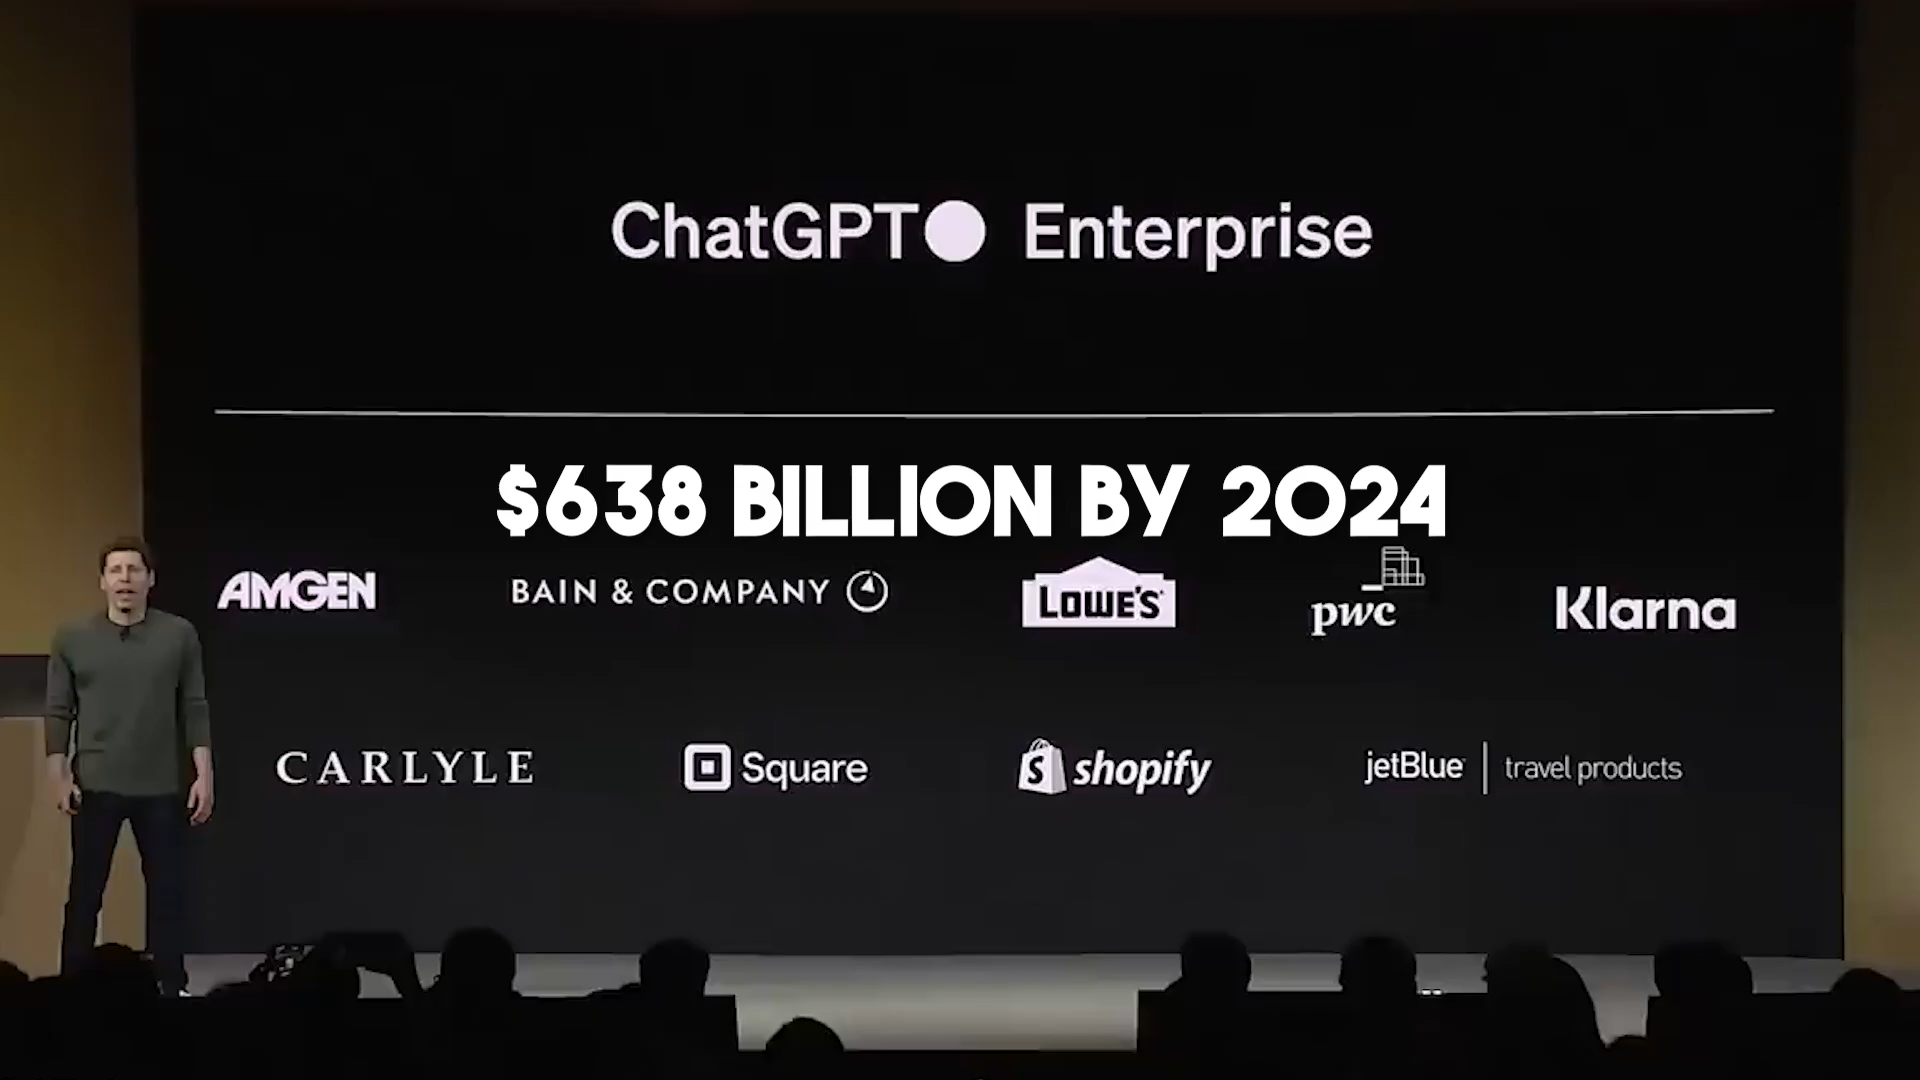 ChatGPT Enterprise
$638 BILLION BY 2024
AMGEN BAIN & COMPANY LOWE'S pwc Klarna
CARLYLE Square shopify jetBlue | travel products